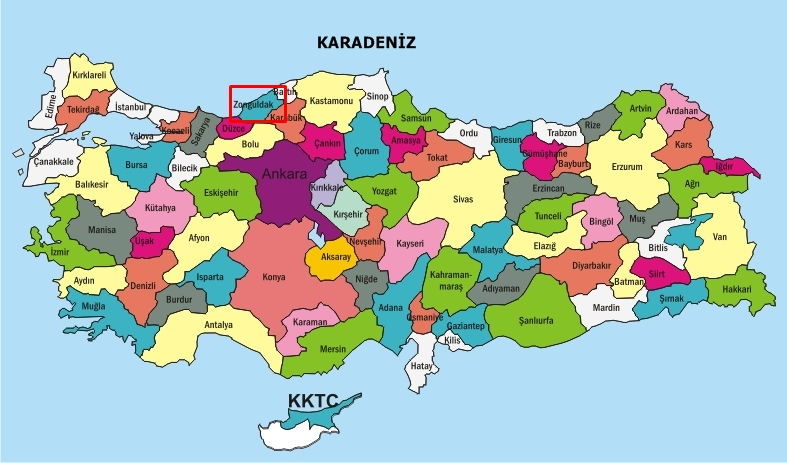 KARADENİZ
Kırklareli
Edirne
Tekirdağ
İstanbul
Yalova
Kocaeli
Sakarya
Düzce
Zonguldak
Bartın
Karabük
Kastamonu
Sinop
Samsun
Ordu
Giresun
Trabzon
Rize
Artvin
Ardahan
Çanakkale
Balıkesir
Bursa
Bilecik
Bolu
Çankırı
Çorum
Amasya
Tokat
Gümüşhane
Bayburt
Erzurum
Kars
Iğdır
Ankara
Eskişehir
Kütahya
Kırıkkale
Kırşehir
Yozgat
Sivas
Erzincan
Tunceli
Bingöl
Muş
Ağrı
İzmir
Manisa
Uşak
Afyon
Konya
Aksaray
Nevşehir
Kayseri
Malatya
Elazığ
Bitlis
Van
Aydın
Denizli
Isparta
Niğde
Kahraman-
maraş
Adıyaman
Diyarbakır
Batman
Siirt
Hakkari
Muğla
Burdur
Antalya
Karaman
Mersin
Adana
Osmaniye
Gaziantep
Kilis
Hatay
Şanlıurfa
Mardin
Şırnak
KKTC